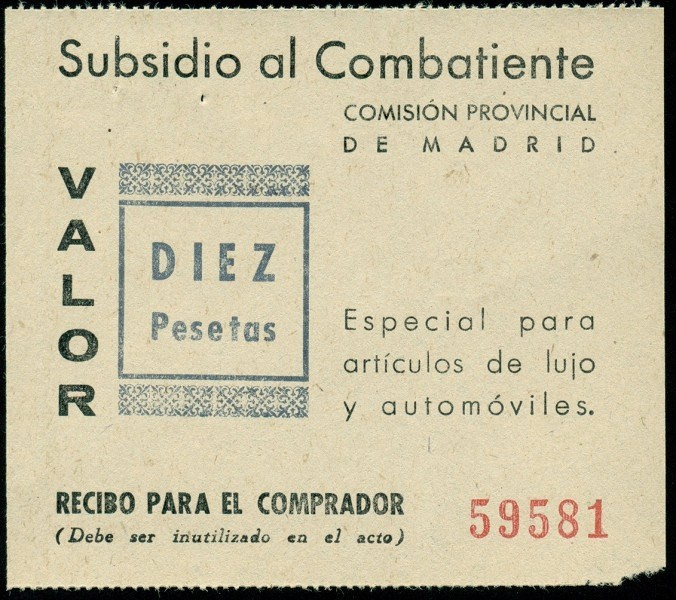 Subsidio al Combatiente
COMISIÓN PROVINCIAL
DE MADRID
VALOR
DIEZ
Pesetas
Especial para
artículos de lujo
y automóviles.
RECIBO PARA EL COMPRADOR
(Debe ser inutilizado en el acto)
59581